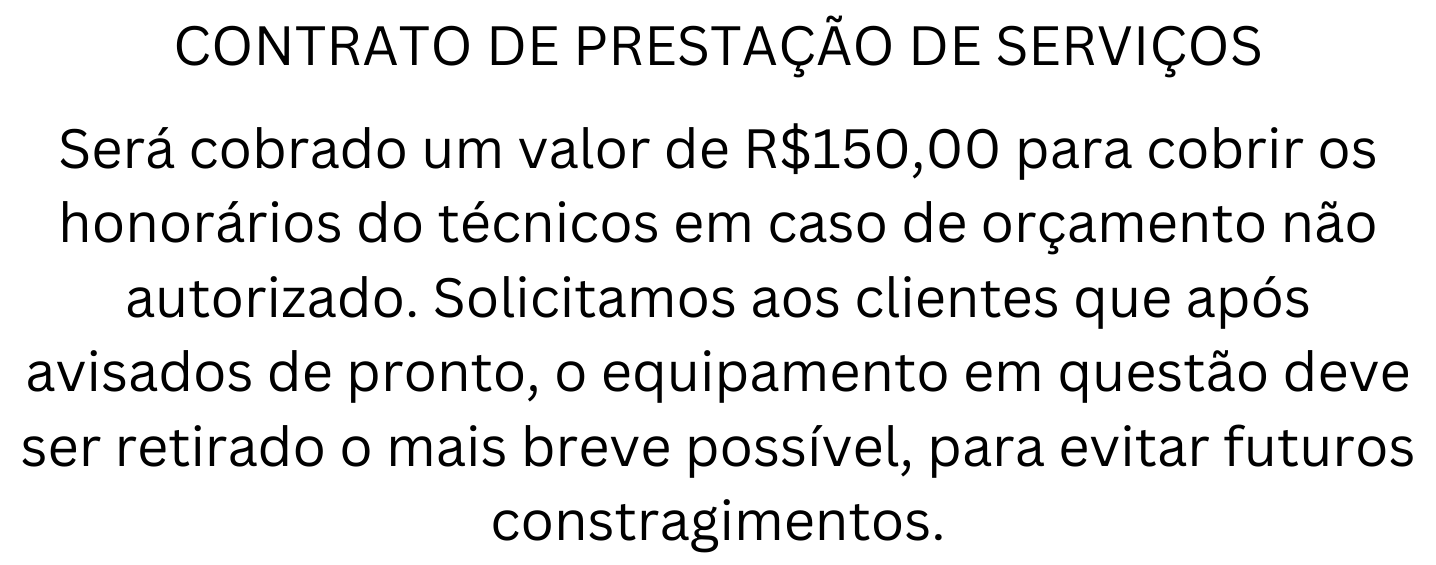 CONTRATO DE PRESTAÇÃO DE SERVIÇOS
Será cobrado um valor de R$150,00 para cobrir os
honorários do técnicos em caso de orçamento não
autorizado. Solicitamos aos clientes que após
avisados de pronto, o equipamento em questão deve
ser retirado o mais breve possível, para evitar futuros
constragimentos.